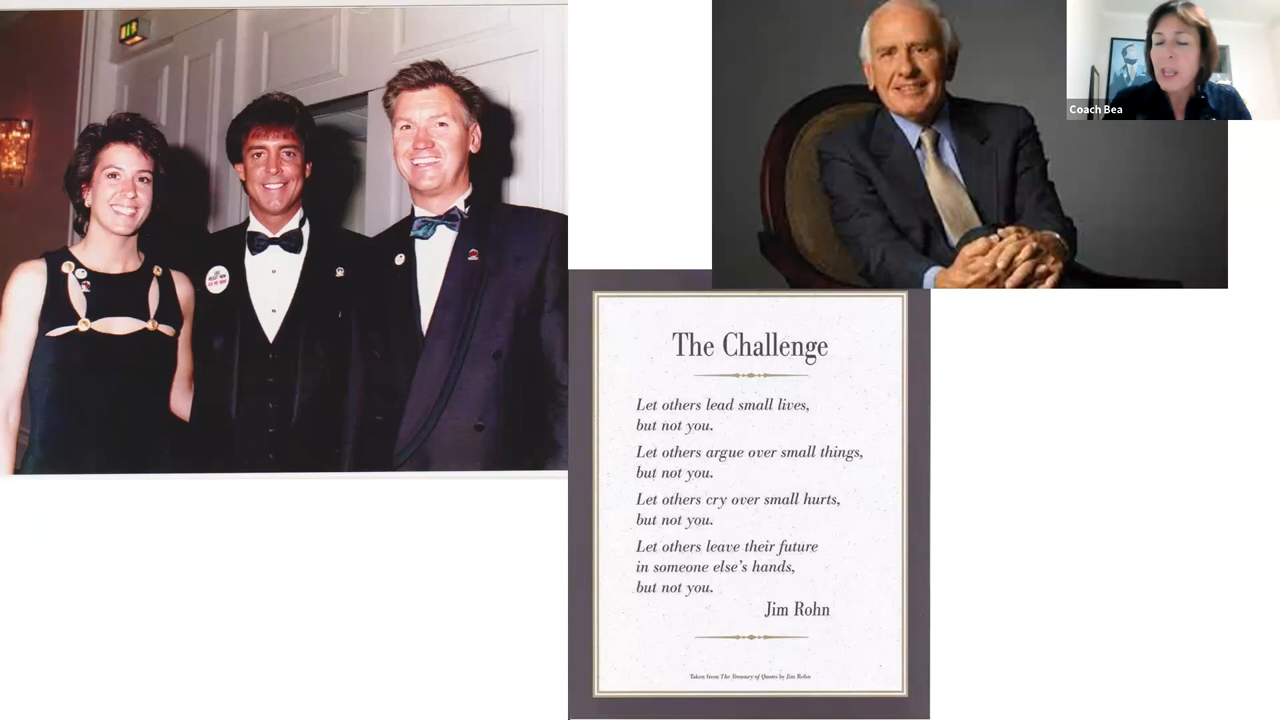 Coach Bea
The Challenge
Let others lead small lives,
but not you.
Let others argue over small things,
but not you.
Let others cry over small hurts,
but not you.
Let others leave their future
in someone else's hands,
but not you.
Jim Rohn
Taken from The Treasury of Quotes by Jim Rohn